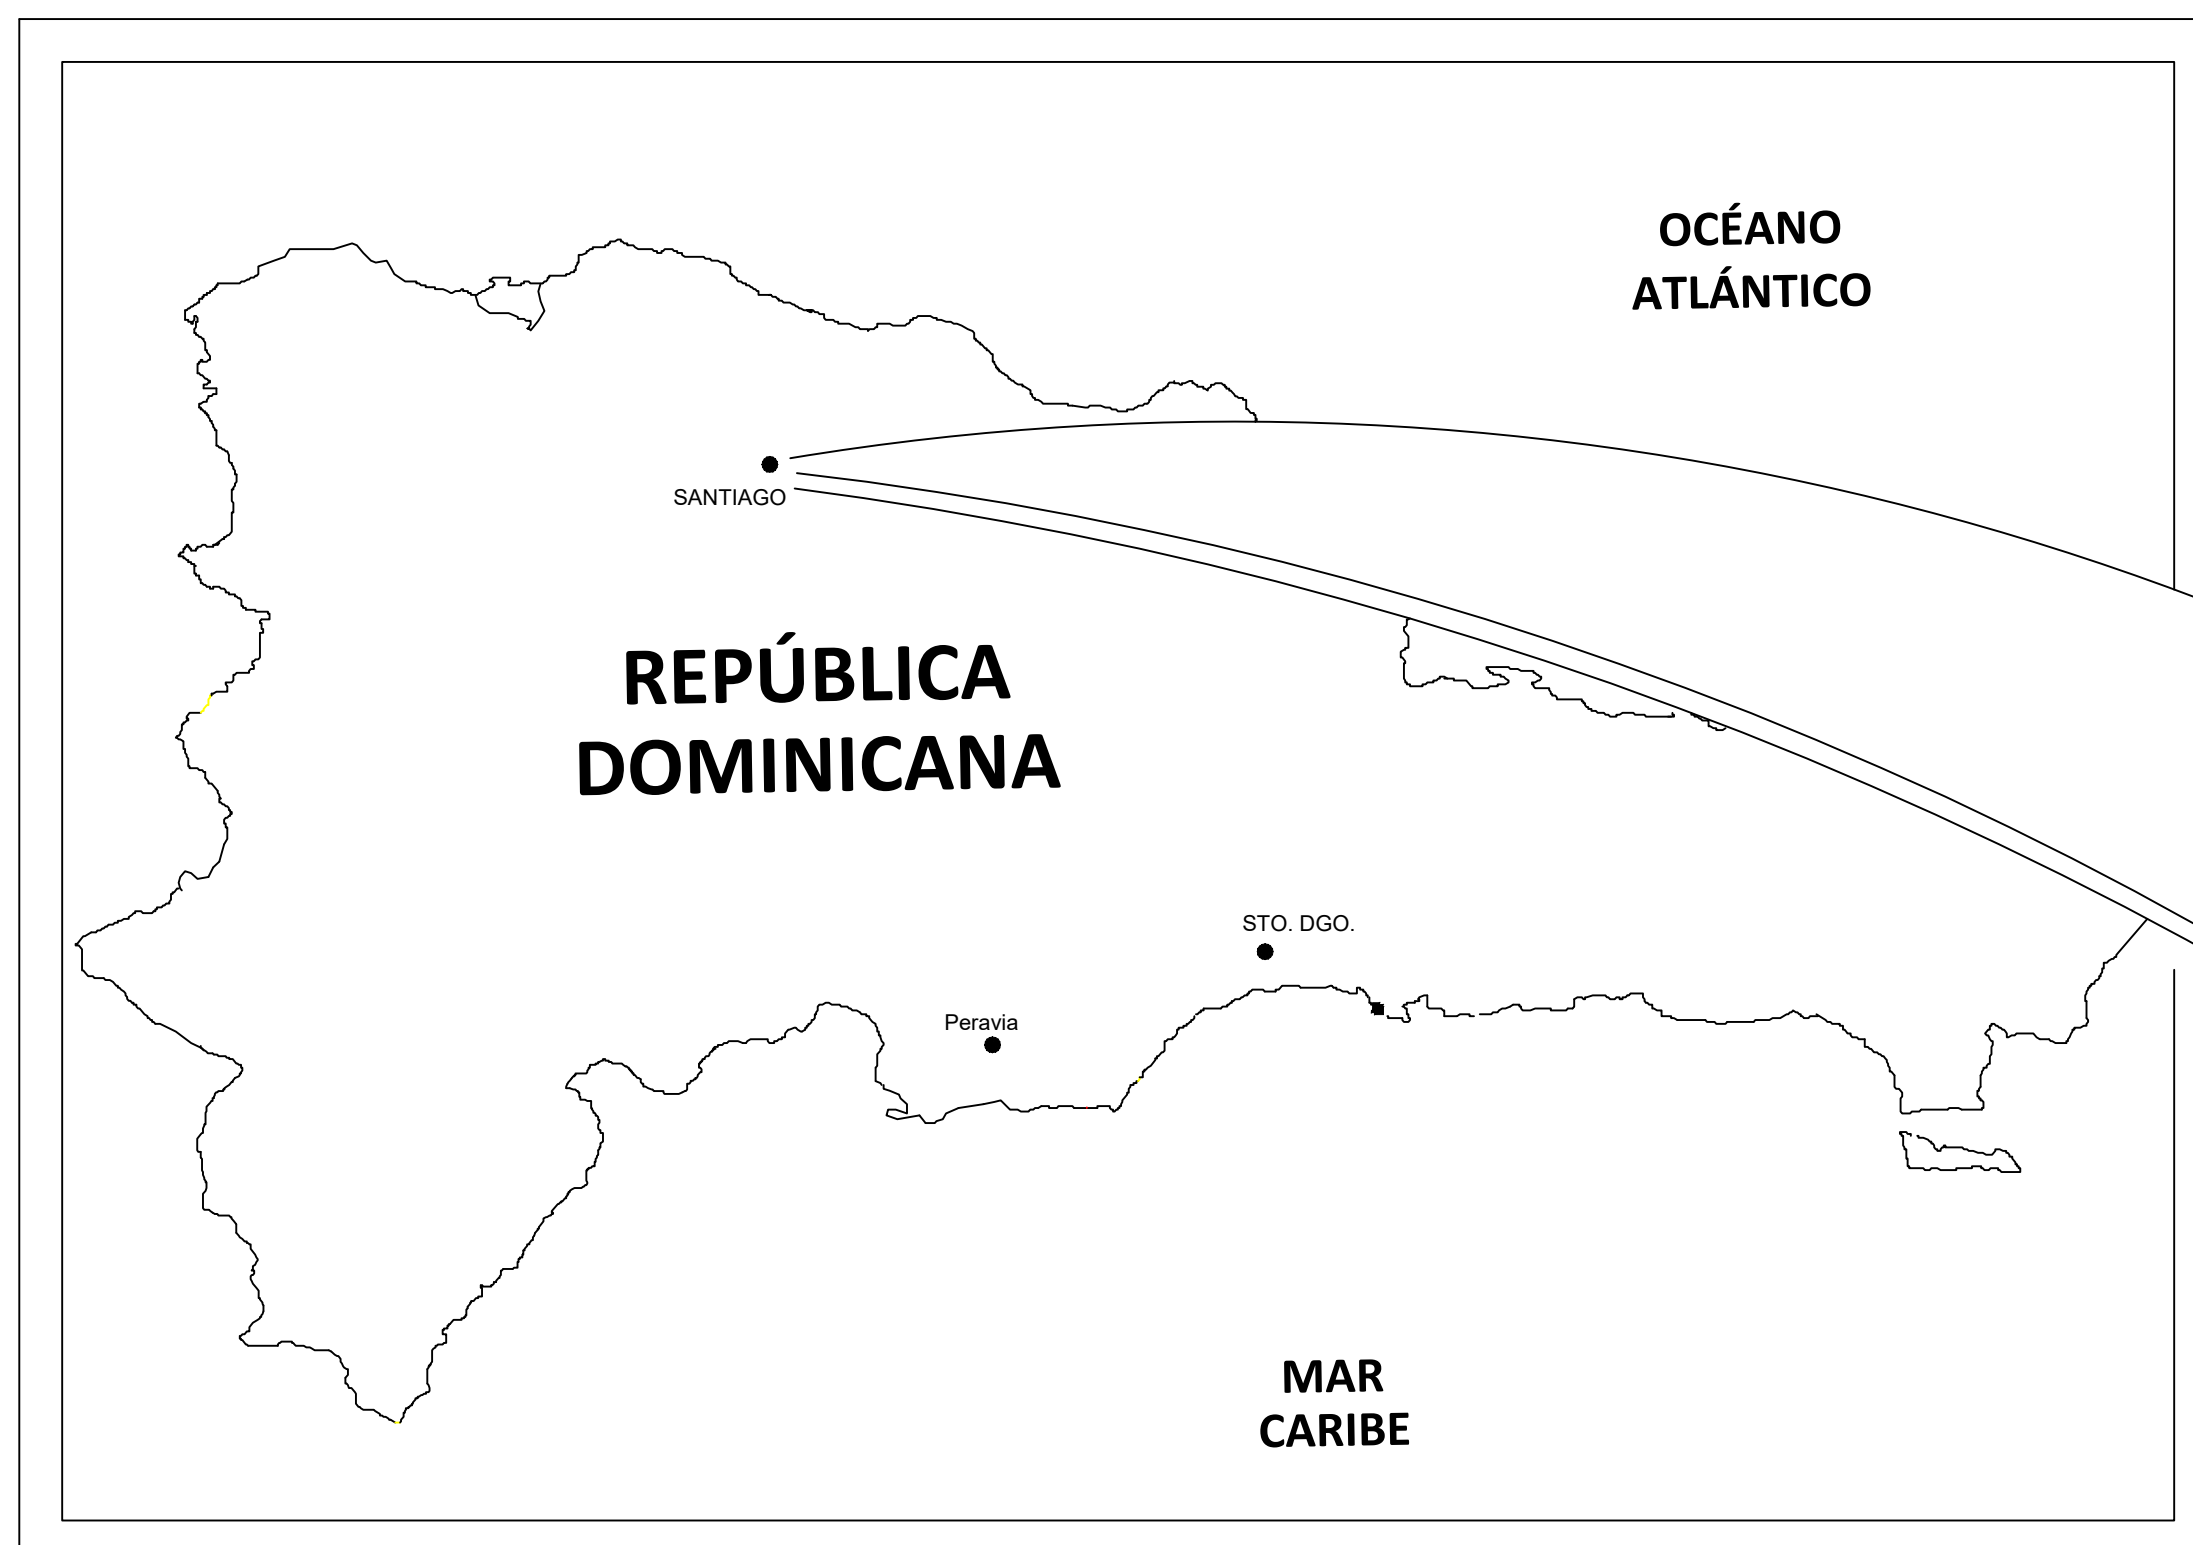 OCÉANO
ATLÁNTICO
SANTIAGO
REPÚBLICA
DOMINICANA
STO. DGO.
Peravia
MAR
CARIBE